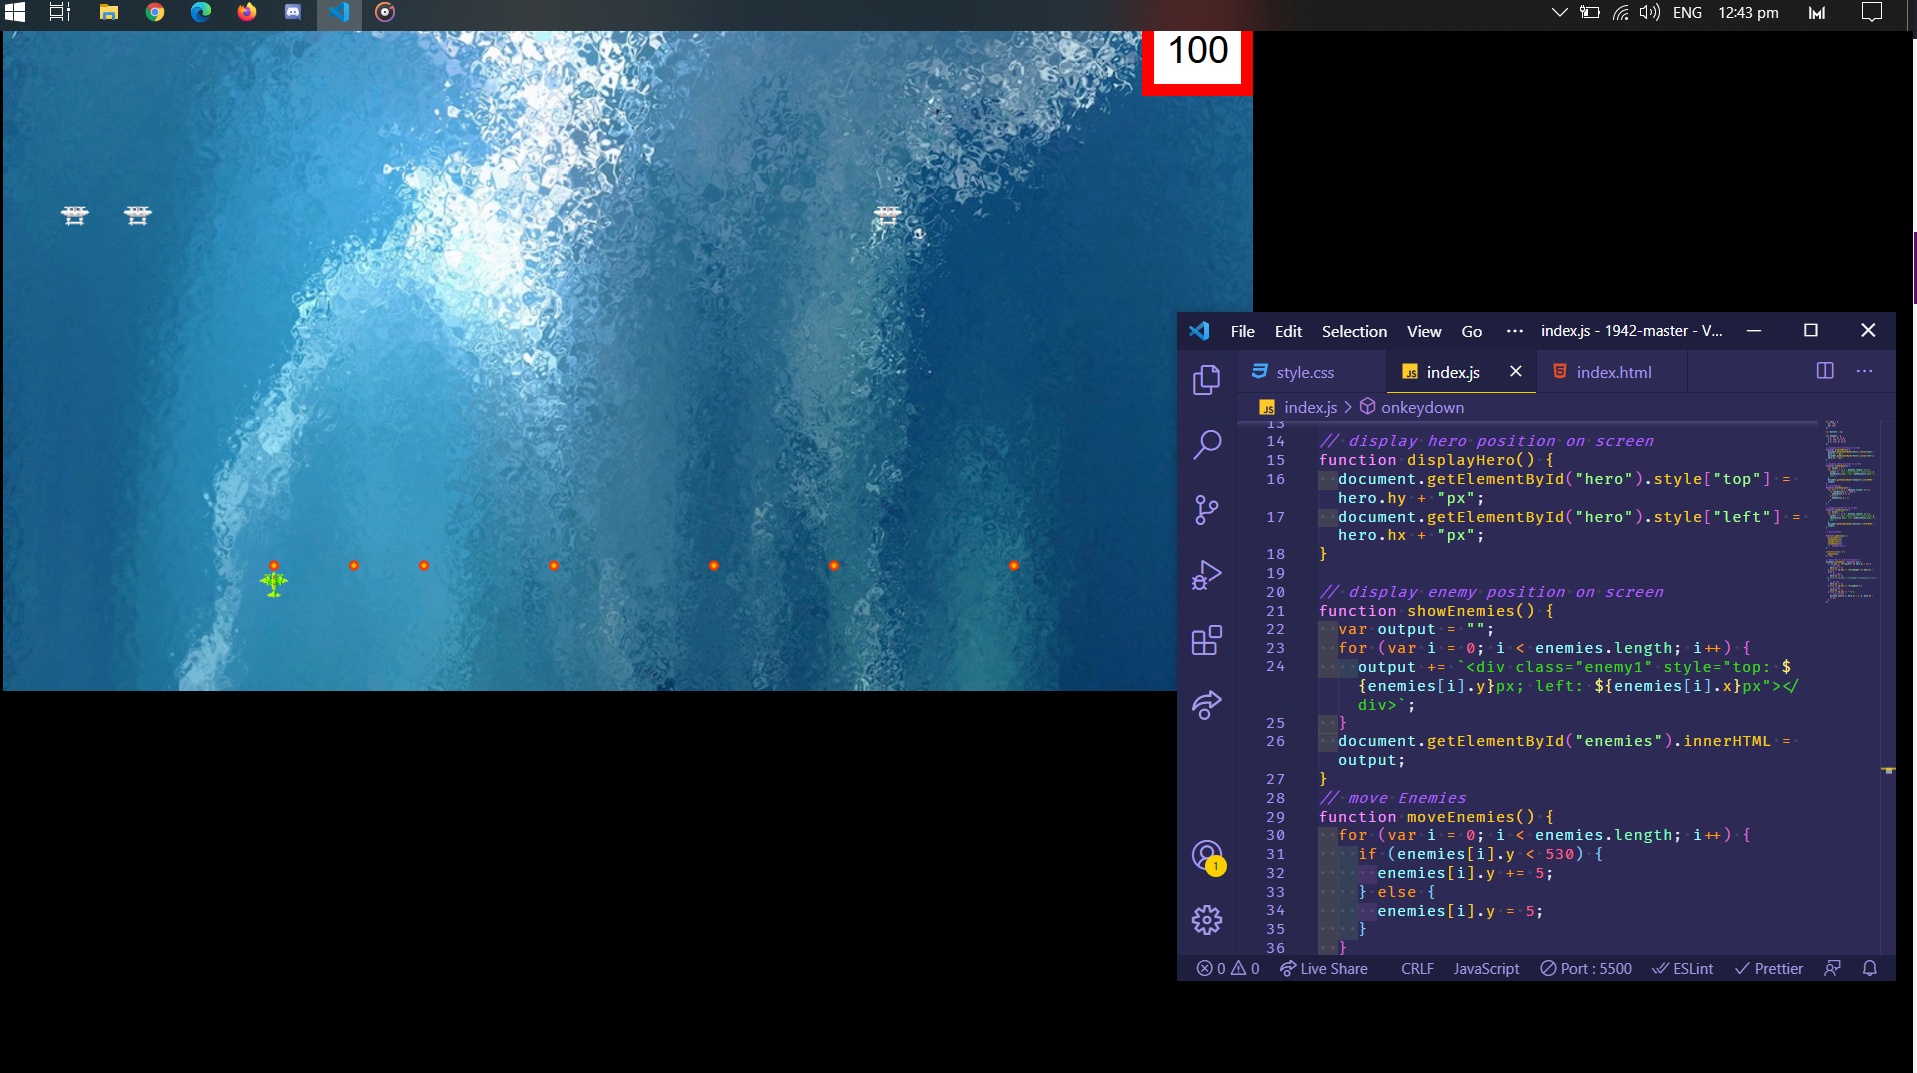 ENG 12:43 pm
100
File Edit Selection View Go ··· index.js - 1942-master - V...
style.css index.js index.html ···
JS index.js > onkeydown
13
14 // display hero position on screen
15 function displayHero() {
16 document.getElementById("hero").style["top"] =
hero.hy + "px";
17 document.getElementById("hero").style["left"] =
hero.hx + "px";
18 }
19
20 // display enemy position on screen
21 function showEnemies() {
22 var output = "";
23 for (var i = 0; i < enemies.length; i++) {
24 output += `<div class="enemy1" style="top: $
{enemies[i].y}px; left: ${enemies[i].x}px"></
div>`;
25 }
26 document.getElementById("enemies").innerHTML =
output;
27 }
28 // move Enemies
29 function moveEnemies() {
30 for (var i = 0; i < enemies.length; i++) {
31 if (enemies[i].y < 530) {
32 enemies[i].y += 5;
33 } else {
34 enemies[i].y = 5;
35 }
36 }
1
0 0 Live Share CRLF JavaScript Port : 5500 ESLint Prettier